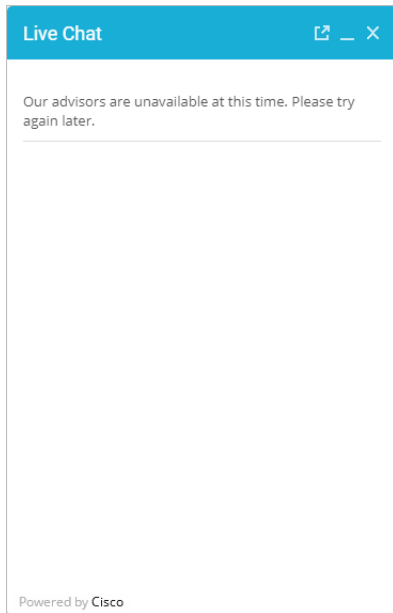 Live Chat
Our advisors are unavailable at this time. Please try
again later.
Powered by Cisco